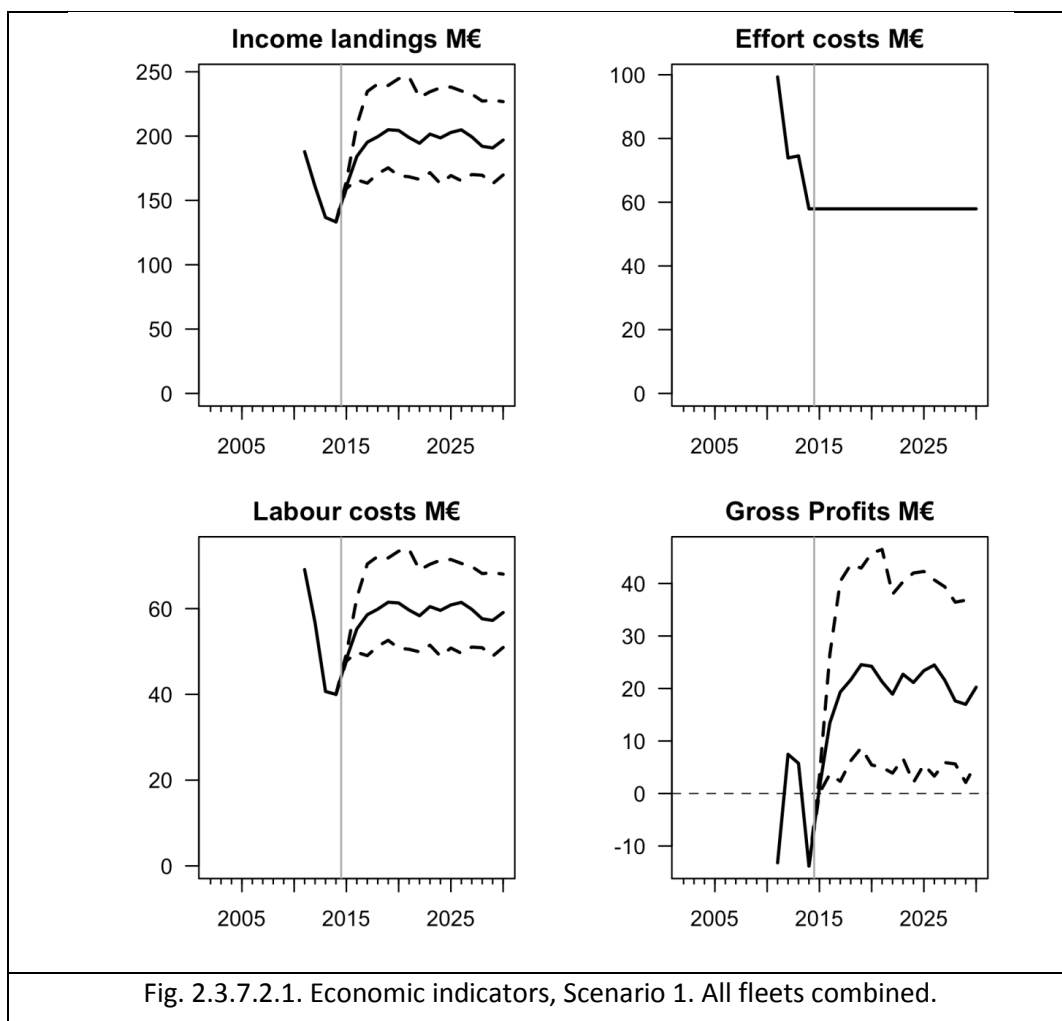 Income landings M€
250
200
150
100
50
0
2005 2015 2025
Effort costs M€
100
80
60
40
20
0
2005 2015 2025
Labour costs M€
60
40
20
0
2005 2015 2025
Gross Profits M€
40
30
20
10
0
-10
2005 2015 2025
Fig. 2.3.7.2.1. Economic indicators, Scenario 1. All fleets combined.